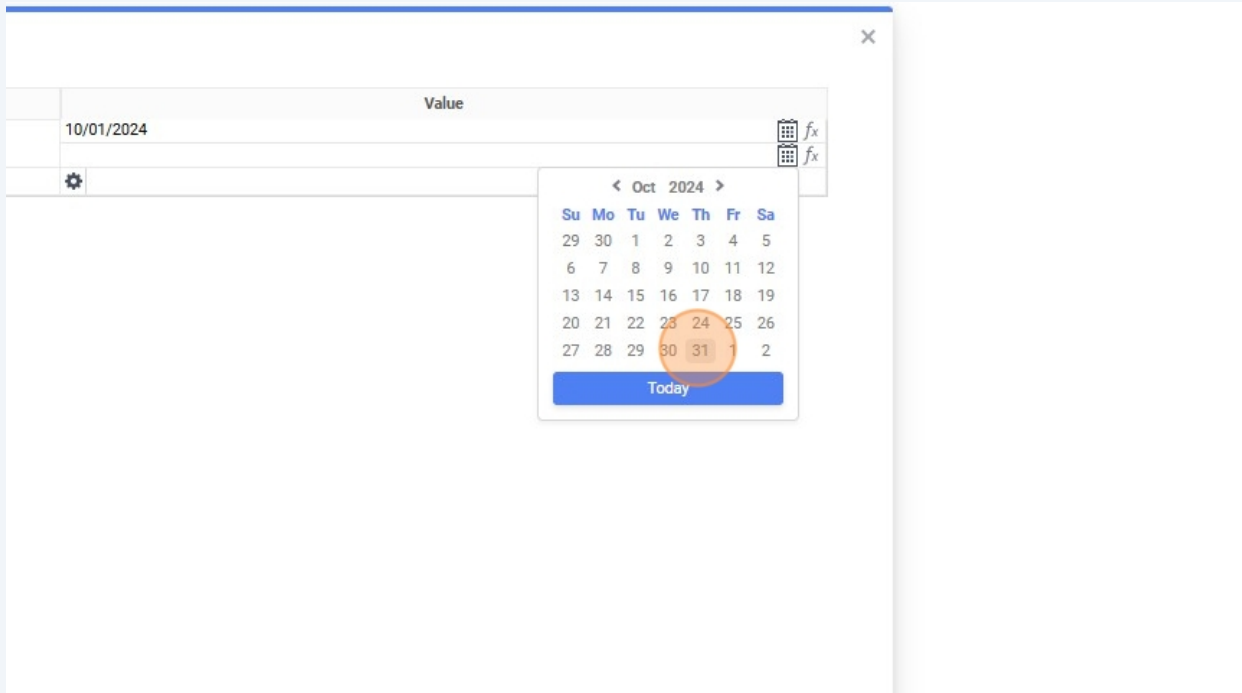 ×
Value
10/01/2024 fx
fx
< Oct 2024 >
Su Mo Tu We Th Fr Sa
29 30 1 2 3 4 5
6 7 8 9 10 11 12
13 14 15 16 17 18 19
20 21 22 23 24 25 26
27 28 29 30 31 1 2
Today